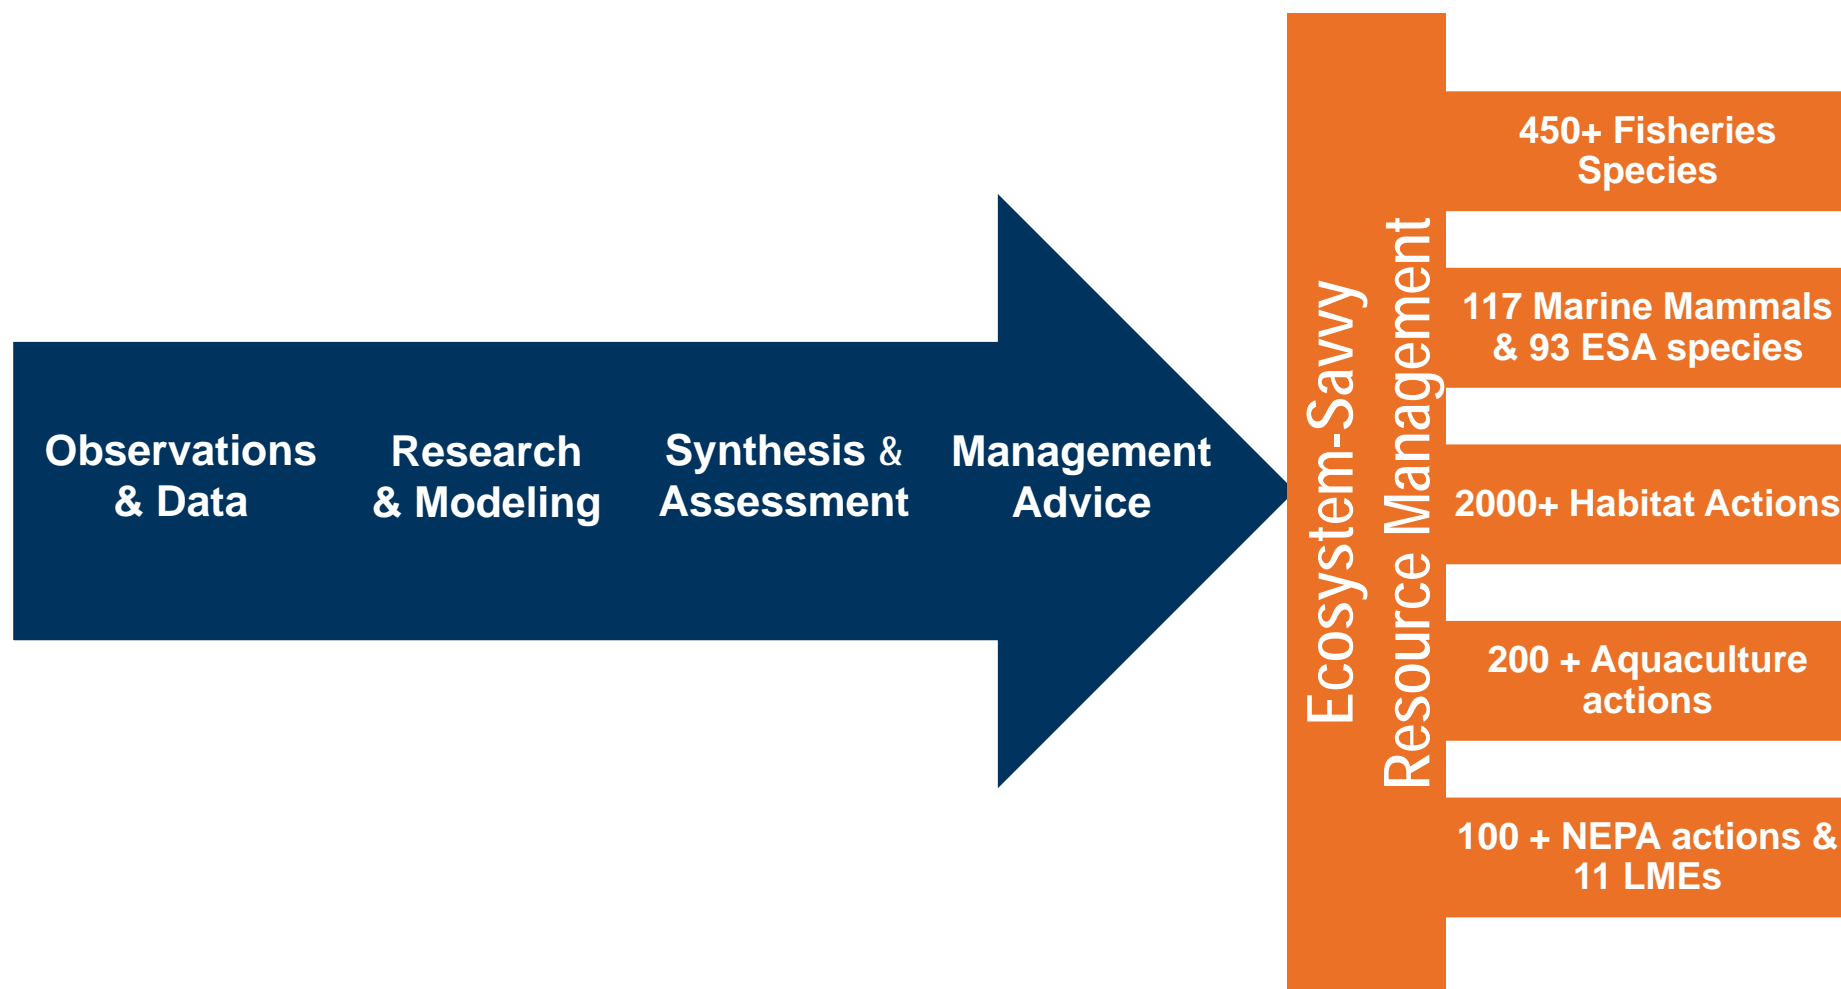 Observations
& Data
Research
& Modeling
Synthesis &
Assessment
Management
Advice
Ecosystem-Savvy
Resource Management
450+ Fisheries
Species
117 Marine Mammals
& 93 ESA species
2000+ Habitat Actions
200 + Aquaculture
actions
100 + NEPA actions &
11 LMEs